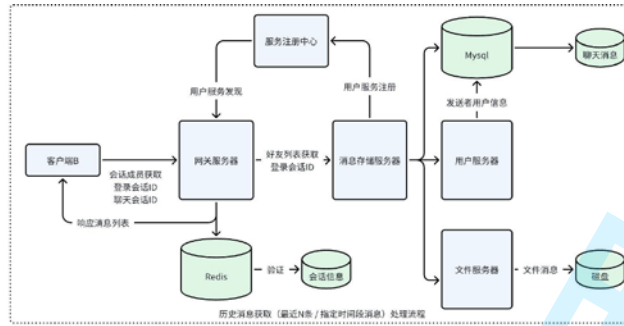 服务注册中心
Mysql
聊天消息
用户服务发现
用户服务注册
发送者用户信息
客户端B
会话成员获取
登录会话ID
聊天会话ID
网关服务器
好友列表获取
登录会话ID
消息存储服务器
用户服务器
响应消息列表
Redis
验证
会话信息
文件服务器
文件消息
磁盘
历史消息获取（最近N条 / 指定时间段消息）处理流程